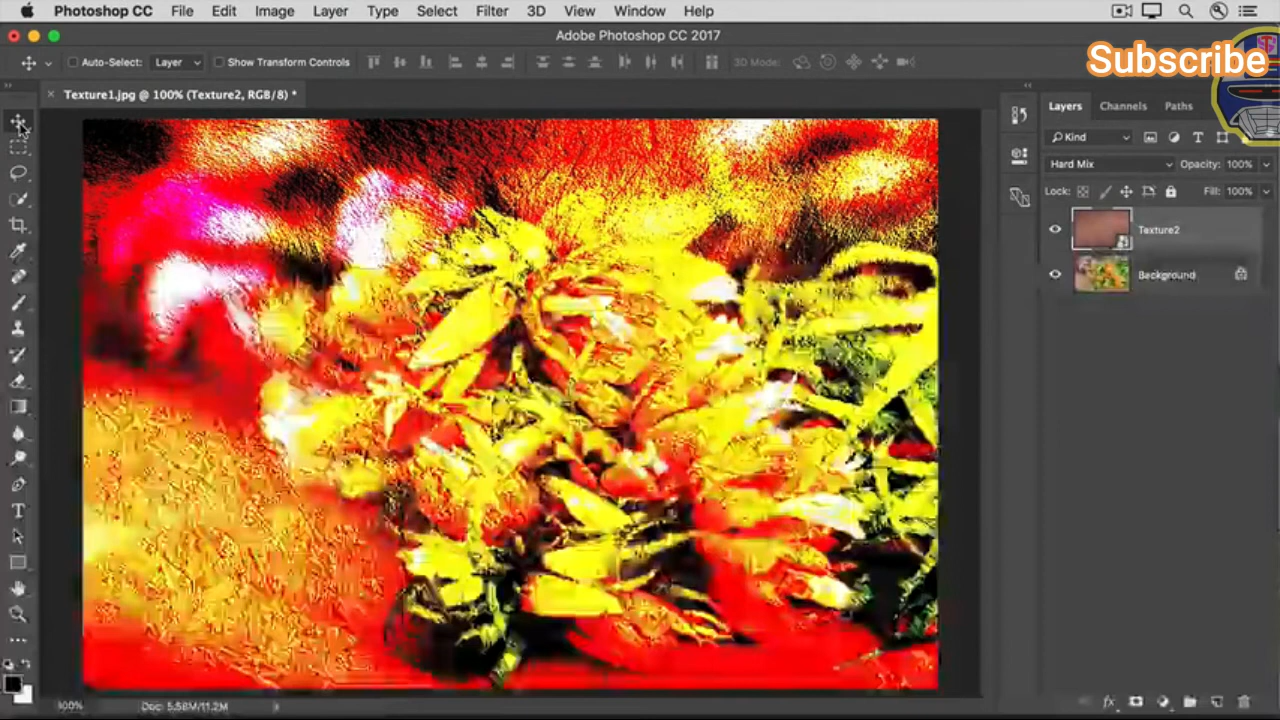 Photoshop CC File Edit Image Layer Type Select Filter 3D View Window Help
Adobe Photoshop CC 2017
Subscribe
Auto-Select: Layer Show Transform Controls 3D Mode:
Texture1.jpg @ 100% (Texture2, RGB/8) *
Layers Channels Paths
Kind
Hard Mix Opacity: 100%
Lock: Fill: 100%
Texture2
Background
100% Doc: 5.58M/11.2M